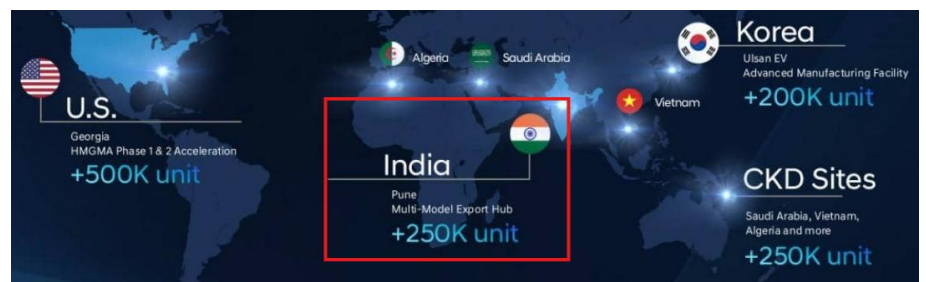 U.S.
Georgia
HMGMA Phase 1 & 2 Acceleration
+500K unit
Algeria
Saudi Arabia
India
Pune
Multi-Model Export Hub
+250K unit
Vietnam
Korea
Ulsan EV
Advanced Manufacturing Facility
+200K unit
CKD Sites
Saudi Arabia, Vietnam,
Algeria and more
+250K unit